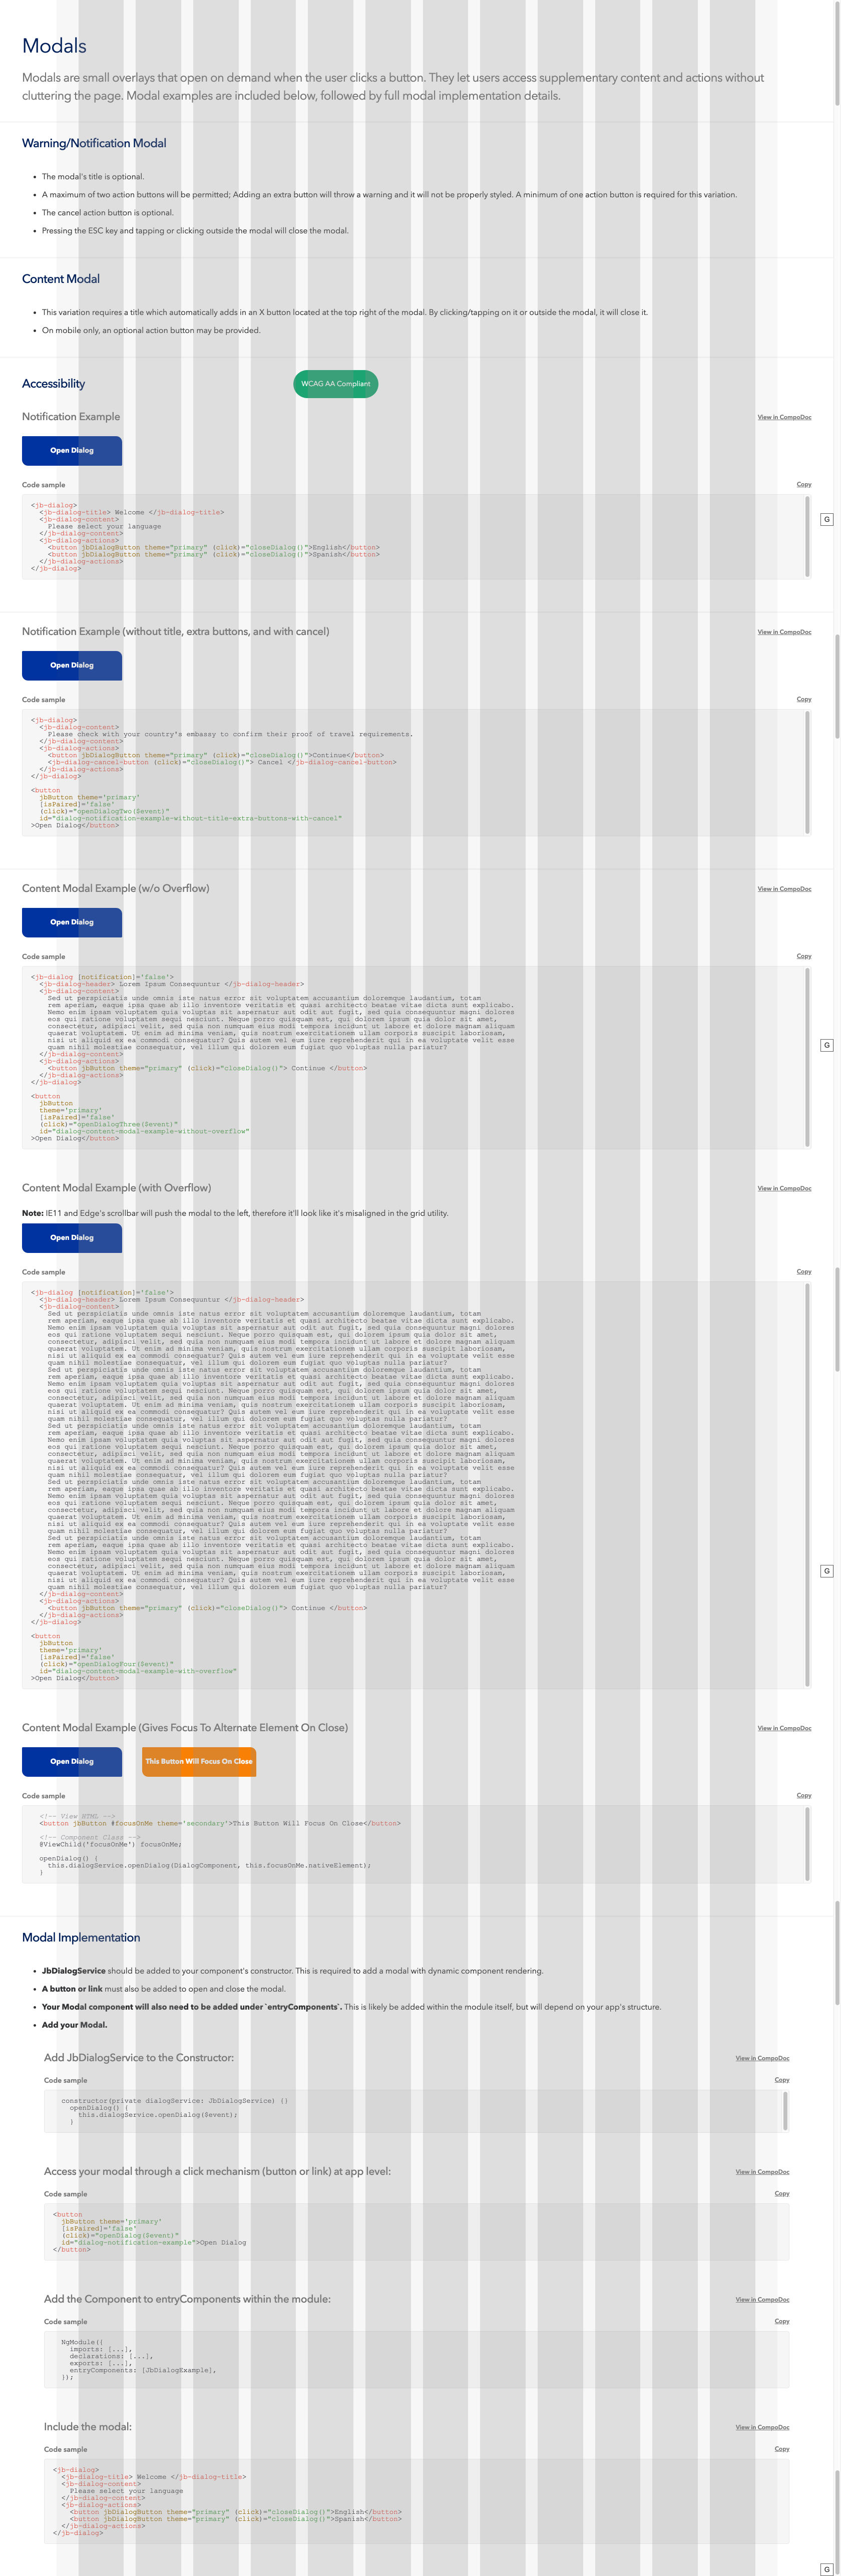 Modals
Modals are small overlays that open on demand when the user clicks a button. They let users access supplementary content and actions without
cluttering the page. Modal examples are included below, followed by full modal implementation details.
Warning/Notification Modal
• The modal's title is optional.
• A maximum of two action buttons will be permitted; Adding an extra button will throw a warning and it will not be properly styled. A minimum of one action button is required for this variation.
• The cancel action button is optional.
• Pressing the ESC key and tapping or clicking outside the modal will close the modal.
Content Modal
• This variation requires a title which automatically adds in an X button located at the top right of the modal. By clicking/tapping on it or outside the modal, it will close it.
• On mobile only, an optional action button may be provided.
Accessibility
WCAG AA Compliant
Notification Example
View in CompoDoc
Open Dialog
Code sample
Copy
<jb-dialog>
<jb-dialog-title> Welcome </jb-dialog-title>
<jb-dialog-content>
Please select your language
</jb-dialog-content>
<jb-dialog-actions>
<button jbDialogButton theme="primary" (click)="closeDialog()">English</button>
<button jbDialogButton theme="primary" (click)="closeDialog()">Spanish</button>
</jb-dialog-actions>
</jb-dialog>
G
Notification Example (without title, extra buttons, and with cancel)
View in CompoDoc
Open Dialog
Code sample
Copy
<jb-dialog>
<jb-dialog-content>
Please check with your country's embassy to confirm their proof of travel requirements.
</jb-dialog-content>
<jb-dialog-actions>
<button jbDialogButton theme="primary" (click)="closeDialog()">Continue</button>
<jb-dialog-cancel-button (click)="closeDialog()"> Cancel </jb-dialog-cancel-button>
</jb-dialog-actions>
</jb-dialog>
<button
jbButton theme='primary'
[isPaired]='false'
(click)="openDialogTwo($event)"
id="dialog-notification-example-without-title-extra-buttons-with-cancel"
>Open Dialog</button>
Content Modal Example (w/o Overflow)
View in CompoDoc
Open Dialog
Code sample
Copy
<jb-dialog [notification]='false'>
<jb-dialog-header> Lorem Ipsum Consequuntur </jb-dialog-header>
<jb-dialog-content>
Sed ut perspiciatis unde omnis iste natus error sit voluptatem accusantium doloremque laudantium, totam
rem aperiam, eaque ipsa quae ab illo inventore veritatis et quasi architecto beatae vitae dicta sunt explicabo.
Nemo enim ipsam voluptatem quia voluptas sit aspernatur aut odit aut fugit, sed quia consequuntur magni dolores
eos qui ratione voluptatem sequi nesciunt. Neque porro quisquam est, qui dolorem ipsum quia dolor sit amet,
consectetur, adipisci velit, sed quia non numquam eius modi tempora incidunt ut labore et dolore magnam aliquam
quaerat voluptatem. Ut enim ad minima veniam, quis nostrum exercitationem ullam corporis suscipit laboriosam,
nisi ut aliquid ex ea commodi consequatur? Quis autem vel eum iure reprehenderit qui in ea voluptate velit esse
quam nihil molestiae consequatur, vel illum qui dolorem eum fugiat quo voluptas nulla pariatur?
</jb-dialog-content>
<jb-dialog-actions>
<button jbButton theme="primary" (click)="closeDialog()"> Continue </button>
</jb-dialog-actions>
</jb-dialog>
<button
jbButton
theme='primary'
[isPaired]='false'
(click)="openDialogThree($event)"
id="dialog-content-modal-example-without-overflow"
>Open Dialog</button>
G
Content Modal Example (with Overflow)
View in CompoDoc
Note: IE11 and Edge's scrollbar will push the modal to the left, therefore it'll look like it's misaligned in the grid utility.
Open Dialog
Code sample
Copy
<jb-dialog [notification]='false'>
<jb-dialog-header> Lorem Ipsum Consequuntur </jb-dialog-header>
<jb-dialog-content>
Sed ut perspiciatis unde omnis iste natus error sit voluptatem accusantium doloremque laudantium, totam
rem aperiam, eaque ipsa quae ab illo inventore veritatis et quasi architecto beatae vitae dicta sunt explicabo.
Nemo enim ipsam voluptatem quia voluptas sit aspernatur aut odit aut fugit, sed quia consequuntur magni dolores
eos qui ratione voluptatem sequi nesciunt. Neque porro quisquam est, qui dolorem ipsum quia dolor sit amet,
consectetur, adipisci velit, sed quia non numquam eius modi tempora incidunt ut labore et dolore magnam aliquam
quaerat voluptatem. Ut enim ad minima veniam, quis nostrum exercitationem ullam corporis suscipit laboriosam,
nisi ut aliquid ex ea commodi consequatur? Quis autem vel eum iure reprehenderit qui in ea voluptate velit esse
quam nihil molestiae consequatur, vel illum qui dolorem eum fugiat quo voluptas nulla pariatur?
Sed ut perspiciatis unde omnis iste natus error sit voluptatem accusantium doloremque laudantium, totam
rem aperiam, eaque ipsa quae ab illo inventore veritatis et quasi architecto beatae vitae dicta sunt explicabo.
Nemo enim ipsam voluptatem quia voluptas sit aspernatur aut odit aut fugit, sed quia consequuntur magni dolores
eos qui ratione voluptatem sequi nesciunt. Neque porro quisquam est, qui dolorem ipsum quia dolor sit amet,
consectetur, adipisci velit, sed quia non numquam eius modi tempora incidunt ut labore et dolore magnam aliquam
quaerat voluptatem. Ut enim ad minima veniam, quis nostrum exercitationem ullam corporis suscipit laboriosam,
nisi ut aliquid ex ea commodi consequatur? Quis autem vel eum iure reprehenderit qui in ea voluptate velit esse
quam nihil molestiae consequatur, vel illum qui dolorem eum fugiat quo voluptas nulla pariatur?
Sed ut perspiciatis unde omnis iste natus error sit voluptatem accusantium doloremque laudantium, totam
rem aperiam, eaque ipsa quae ab illo inventore veritatis et quasi architecto beatae vitae dicta sunt explicabo.
Nemo enim ipsam voluptatem quia voluptas sit aspernatur aut odit aut fugit, sed quia consequuntur magni dolores
eos qui ratione voluptatem sequi nesciunt. Neque porro quisquam est, qui dolorem ipsum quia dolor sit amet,
consectetur, adipisci velit, sed quia non numquam eius modi tempora incidunt ut labore et dolore magnam aliquam
quaerat voluptatem. Ut enim ad minima veniam, quis nostrum exercitationem ullam corporis suscipit laboriosam,
nisi ut aliquid ex ea commodi consequatur? Quis autem vel eum iure reprehenderit qui in ea voluptate velit esse
quam nihil molestiae consequatur, vel illum qui dolorem eum fugiat quo voluptas nulla pariatur?
Sed ut perspiciatis unde omnis iste natus error sit voluptatem accusantium doloremque laudantium, totam
rem aperiam, eaque ipsa quae ab illo inventore veritatis et quasi architecto beatae vitae dicta sunt explicabo.
Nemo enim ipsam voluptatem quia voluptas sit aspernatur aut odit aut fugit, sed quia consequuntur magni dolores
eos qui ratione voluptatem sequi nesciunt. Neque porro quisquam est, qui dolorem ipsum quia dolor sit amet,
consectetur, adipisci velit, sed quia non numquam eius modi tempora incidunt ut labore et dolore magnam aliquam
quaerat voluptatem. Ut enim ad minima veniam, quis nostrum exercitationem ullam corporis suscipit laboriosam,
nisi ut aliquid ex ea commodi consequatur? Quis autem vel eum iure reprehenderit qui in ea voluptate velit esse
quam nihil molestiae consequatur, vel illum qui dolorem eum fugiat quo voluptas nulla pariatur?
Sed ut perspiciatis unde omnis iste natus error sit voluptatem accusantium doloremque laudantium, totam
rem aperiam, eaque ipsa quae ab illo inventore veritatis et quasi architecto beatae vitae dicta sunt explicabo.
Nemo enim ipsam voluptatem quia voluptas sit aspernatur aut odit aut fugit, sed quia consequuntur magni dolores
eos qui ratione voluptatem sequi nesciunt. Neque porro quisquam est, qui dolorem ipsum quia dolor sit amet,
consectetur, adipisci velit, sed quia non numquam eius modi tempora incidunt ut labore et dolore magnam aliquam
quaerat voluptatem. Ut enim ad minima veniam, quis nostrum exercitationem ullam corporis suscipit laboriosam,
nisi ut aliquid ex ea commodi consequatur? Quis autem vel eum iure reprehenderit qui in ea voluptate velit esse
quam nihil molestiae consequatur, vel illum qui dolorem eum fugiat quo voluptas nulla pariatur?
</jb-dialog-content>
<jb-dialog-actions>
<button jbButton theme="primary" (click)="closeDialog()"> Continue </button>
</jb-dialog-actions>
</jb-dialog>
<button
jbButton
theme='primary'
[isPaired]='false'
(click)="openDialogFour($event)"
id="dialog-content-modal-example-with-overflow"
>Open Dialog</button>
G
Content Modal Example (Gives Focus To Alternate Element On Close)
View in CompoDoc
Open Dialog
This Button Will Focus On Close
Code sample
Copy
<!-- View HTML -->
<button jbButton #focusOnMe theme='secondary'>This Button Will Focus On Close</button>
<!-- Component Class -->
@ViewChild('focusOnMe') focusOnMe;
openDialog() {
this.dialogService.openDialog(DialogComponent, this.focusOnMe.nativeElement);
}
Modal Implementation
• JbDialogService should be added to your component's constructor. This is required to add a modal with dynamic component rendering.
• A button or link must also be added to open and close the modal.
• Your Modal component will also need to be added under `entryComponents`. This is likely be added within the module itself, but will depend on your app's structure.
• Add your Modal.
Add JbDialogService to the Constructor:
View in CompoDoc
Code sample
Copy
constructor(private dialogService: JbDialogService) {}
openDialog() {
this.dialogService.openDialog($event);
}
Access your modal through a click mechanism (button or link) at app level:
View in CompoDoc
Code sample
Copy
<button
jbButton theme='primary'
[isPaired]='false'
(click)="openDialog($event)"
id="dialog-notification-example">Open Dialog
</button>
Add the Component to entryComponents within the module:
View in CompoDoc
Code sample
Copy
NgModule({
imports: [...],
declarations: [...],
exports: [...],
entryComponents: [JbDialogExample],
});
Include the modal:
View in CompoDoc
Code sample
Copy
<jb-dialog>
<jb-dialog-title> Welcome </jb-dialog-title>
<jb-dialog-content>
Please select your language
</jb-dialog-content>
<jb-dialog-actions>
<button jbDialogButton theme="primary" (click)="closeDialog()">English</button>
<button jbDialogButton theme="primary" (click)="closeDialog()">Spanish</button>
</jb-dialog-actions>
</jb-dialog>
G